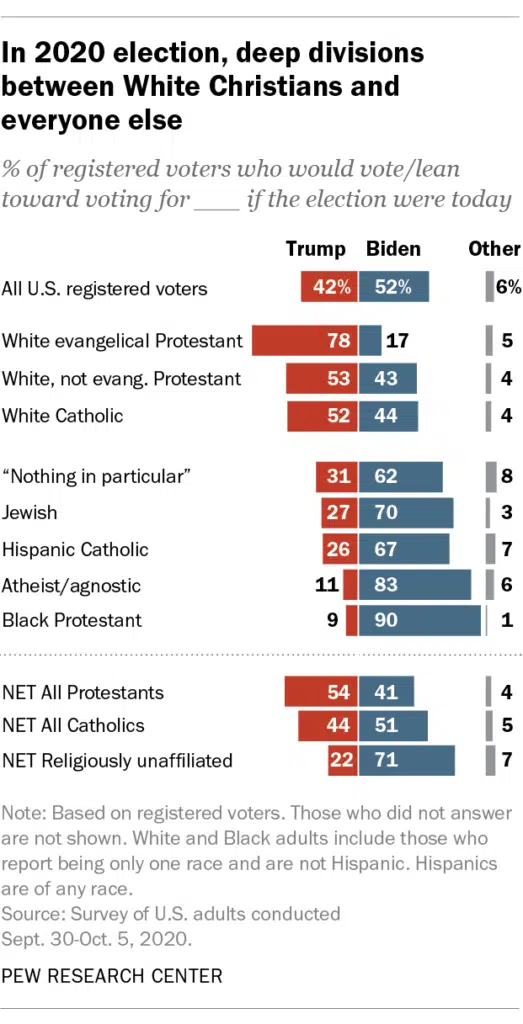 In 2020 election, deep divisions
between White Christians and
everyone else
% of registered voters who would vote/lean
toward voting for ___ if the election were today
Trump Biden Other
All U.S. registered voters 42% 52% 6%
White evangelical Protestant 78 17 5
White, not evang. Protestant 53 43 4
White Catholic 52 44 4
“Nothing in particular” 31 62 8
Jewish 27 70 3
Hispanic Catholic 26 67 7
Atheist/agnostic 11 83 6
Black Protestant 9 90 1
NET All Protestants 54 41 4
NET All Catholics 44 51 5
NET Religiously unaffiliated 22 71 7
Note: Based on registered voters. Those who did not answer
are not shown. White and Black adults include those who
report being only one race and are not Hispanic. Hispanics
are of any race.
Source: Survey of U.S. adults conducted
Sept. 30-Oct. 5, 2020.
PEW RESEARCH CENTER